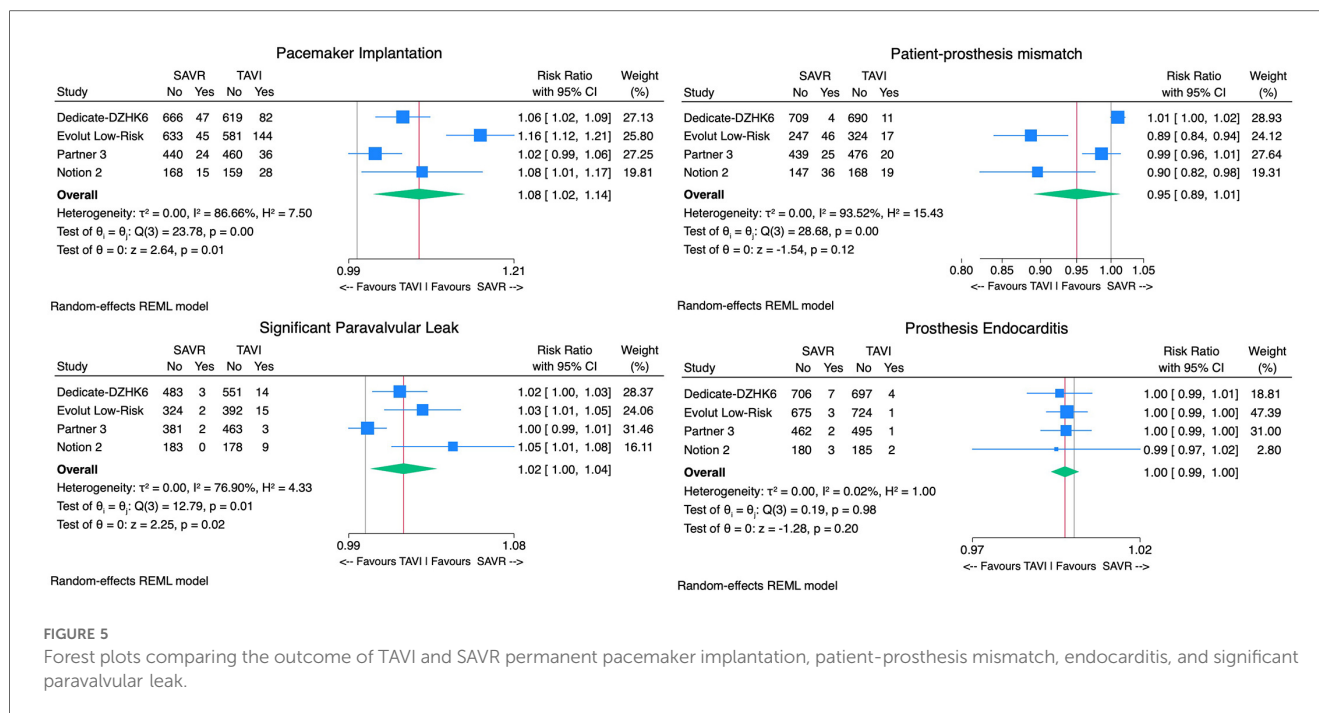 Pacemaker Implantation
SAVR TAVI Risk Ratio Weight
Study No Yes No Yes with 95% CI (%)
Dedicate-DZHK6 666 47 619 82 1.06 [ 1.02, 1.09] 27.13
Evolut Low-Risk 633 45 581 144 1.16 [ 1.12, 1.21] 25.80
Partner 3 440 24 460 36 1.02 [ 0.99, 1.06] 27.25
Notion 2 168 15 159 28 1.08 [ 1.01, 1.17] 19.81
Overall 1.08 [ 1.02, 1.14]
Heterogeneity: τ² = 0.00, I² = 86.66%, H² = 7.50
Test of θᵢ = θⱼ: Q(3) = 23.78, p = 0.00
Test of θ = 0: z = 2.64, p = 0.01
0.99 1.21
<-- Favours TAVI I Favours SAVR -->
Random-effects REML model
Patient-prosthesis mismatch
SAVR TAVI Risk Ratio Weight
Study No Yes No Yes with 95% CI (%)
Dedicate-DZHK6 709 4 690 11 1.01 [ 1.00, 1.02] 28.93
Evolut Low-Risk 247 46 324 17 0.89 [ 0.84, 0.94] 24.12
Partner 3 439 25 476 20 0.99 [ 0.96, 1.01] 27.64
Notion 2 147 36 168 19 0.90 [ 0.82, 0.98] 19.31
Overall 0.95 [ 0.89, 1.01]
Heterogeneity: τ² = 0.00, I² = 93.52%, H² = 15.43
Test of θᵢ = θⱼ: Q(3) = 28.68, p = 0.00
Test of θ = 0: z = -1.54, p = 0.12
0.80 0.85 0.90 0.95 1.00 1.05
<-- Favours TAVI I Favours SAVR -->
Random-effects REML model
Significant Paravalvular Leak
SAVR TAVI Risk Ratio Weight
Study No Yes No Yes with 95% CI (%)
Dedicate-DZHK6 483 3 551 14 1.02 [ 1.00, 1.03] 28.37
Evolut Low-Risk 324 2 392 15 1.03 [ 1.01, 1.05] 24.06
Partner 3 381 2 463 3 1.00 [ 0.99, 1.01] 31.46
Notion 2 183 0 178 9 1.05 [ 1.01, 1.08] 16.11
Overall 1.02 [ 1.00, 1.04]
Heterogeneity: τ² = 0.00, I² = 76.90%, H² = 4.33
Test of θᵢ = θⱼ: Q(3) = 12.79, p = 0.01
Test of θ = 0: z = 2.25, p = 0.02
0.99 1.08
<-- Favours TAVI I Favours SAVR -->
Random-effects REML model
Prosthesis Endocarditis
SAVR TAVI Risk Ratio Weight
Study No Yes No Yes with 95% CI (%)
Dedicate-DZHK6 706 7 697 4 1.00 [ 0.99, 1.01] 18.81
Evolut Low-Risk 675 3 724 1 1.00 [ 0.99, 1.00] 47.39
Partner 3 462 2 495 1 1.00 [ 0.99, 1.00] 31.00
Notion 2 180 3 185 2 0.99 [ 0.97, 1.02] 2.80
Overall 1.00 [ 0.99, 1.00]
Heterogeneity: τ² = 0.00, I² = 0.02%, H² = 1.00
Test of θᵢ = θⱼ: Q(3) = 0.19, p = 0.98
Test of θ = 0: z = -1.28, p = 0.20
0.97 1.02
<-- Favours TAVI I Favours SAVR -->
Random-effects REML model
FIGURE 5
Forest plots comparing the outcome of TAVI and SAVR permanent pacemaker implantation, patient-prosthesis mismatch, endocarditis, and significant
paravalvular leak.